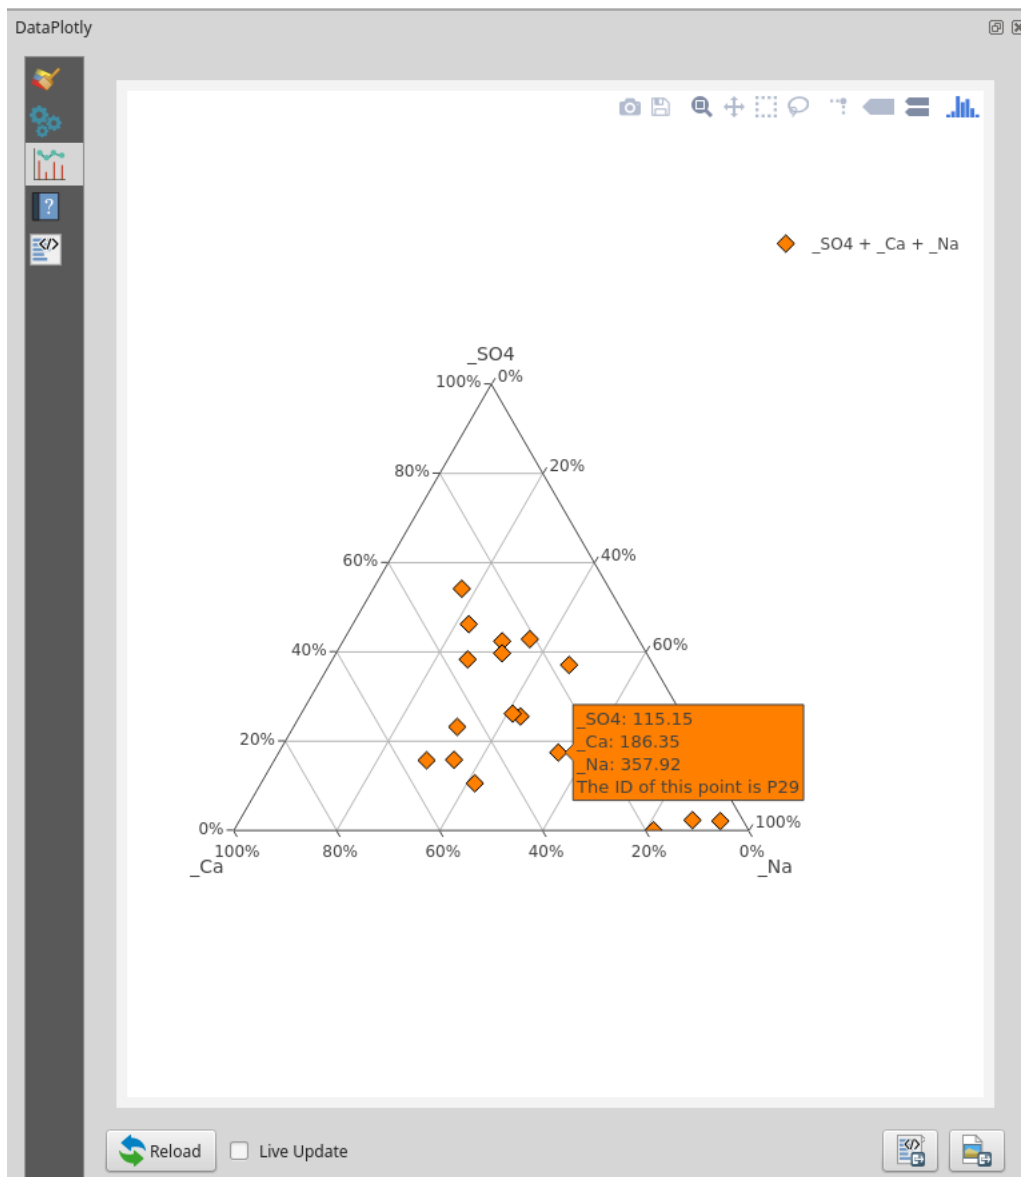 DataPlotly
_SO4 + _Ca + _Na
_SO4
100% 0%
80% 20%
60% 40%
40% 60%
_SO4: 115.15
_Ca: 186.35
_Na: 357.92
The ID of this point is P29
20%
0% 100%
100% 80% 60% 40% 20% 0%
_Ca _Na
Reload Live Update